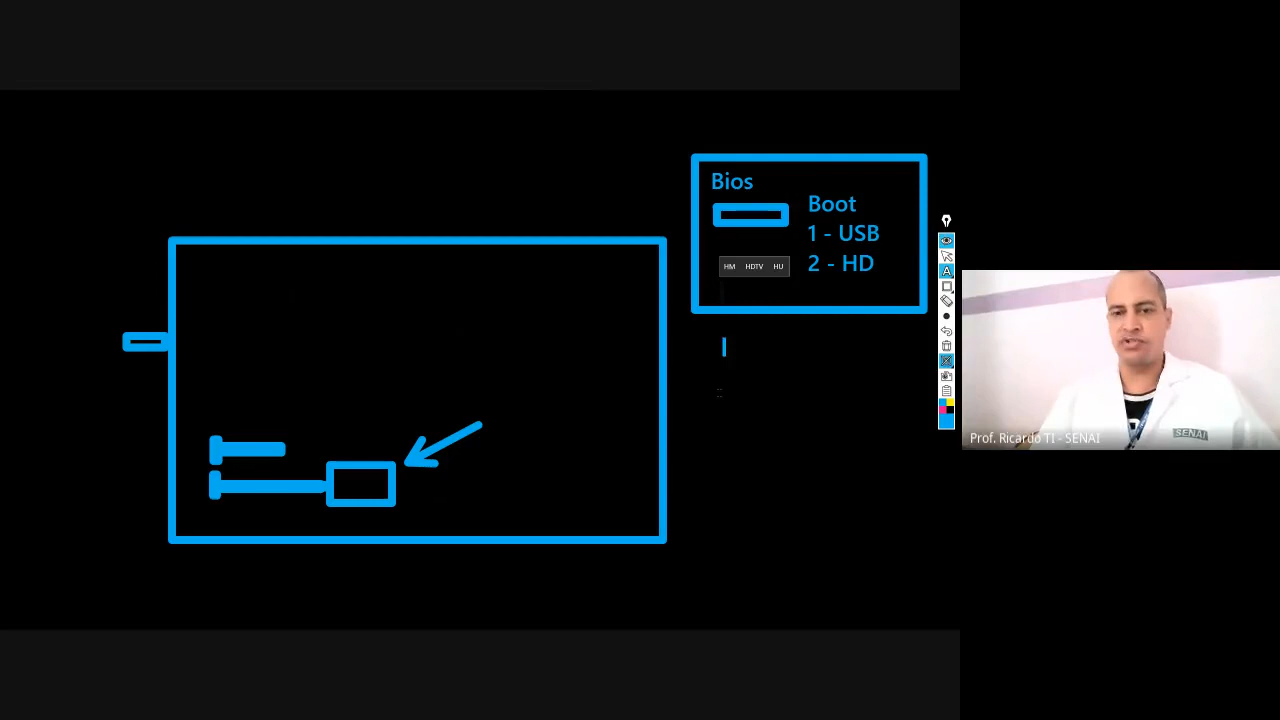 Bios
Boot
1 - USB
2 - HD
HM HDTV HU
A
Prof. Ricardo TI - SENAI
SENAI